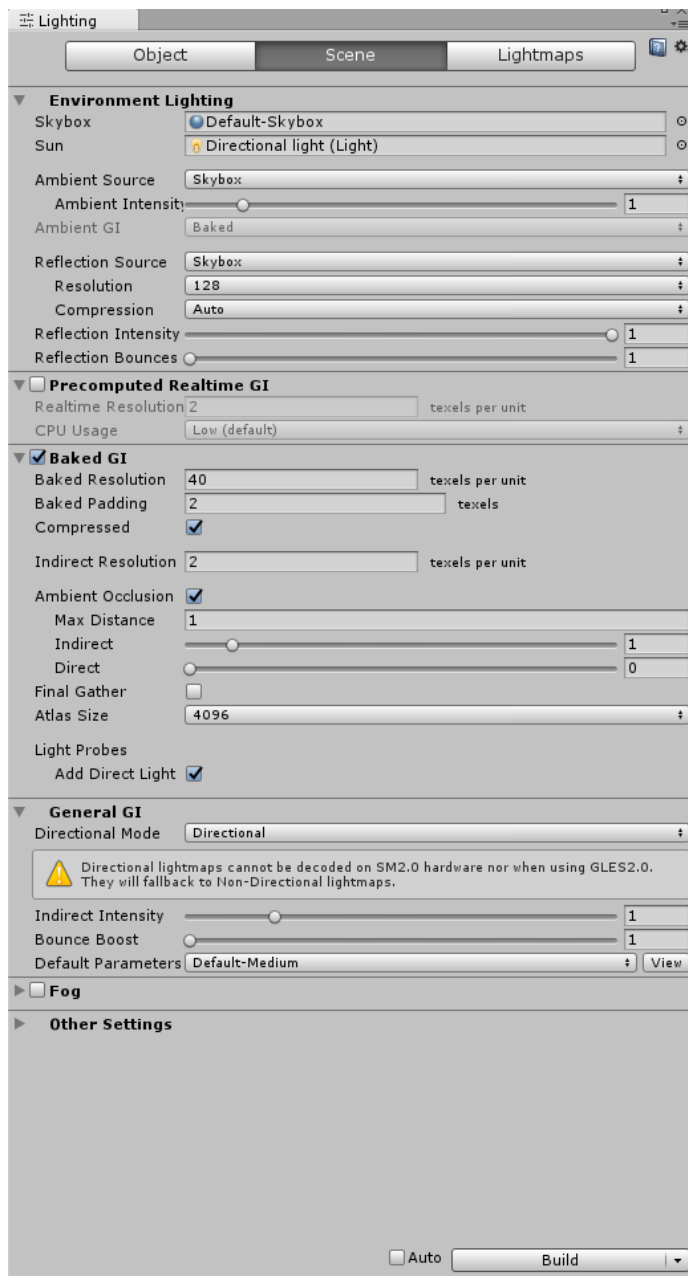 Lighting
Object Scene Lightmaps
Environment Lighting
Skybox Default-Skybox
Sun Directional light (Light)
Ambient Source Skybox
Ambient Intensity 1
Ambient GI Baked
Reflection Source Skybox
Resolution 128
Compression Auto
Reflection Intensity 1
Reflection Bounces 1
Precomputed Realtime GI
Realtime Resolution 2 texels per unit
CPU Usage Low (default)
Baked GI
Baked Resolution 40 texels per unit
Baked Padding 2 texels
Compressed
Indirect Resolution 2 texels per unit
Ambient Occlusion
Max Distance 1
Indirect 1
Direct 0
Final Gather
Atlas Size 4096
Light Probes
Add Direct Light
General GI
Directional Mode Directional
Directional lightmaps cannot be decoded on SM2.0 hardware nor when using GLES2.0.
They will fallback to Non-Directional lightmaps.
Indirect Intensity 1
Bounce Boost 1
Default Parameters Default-Medium View
Fog
Other Settings
Auto Build